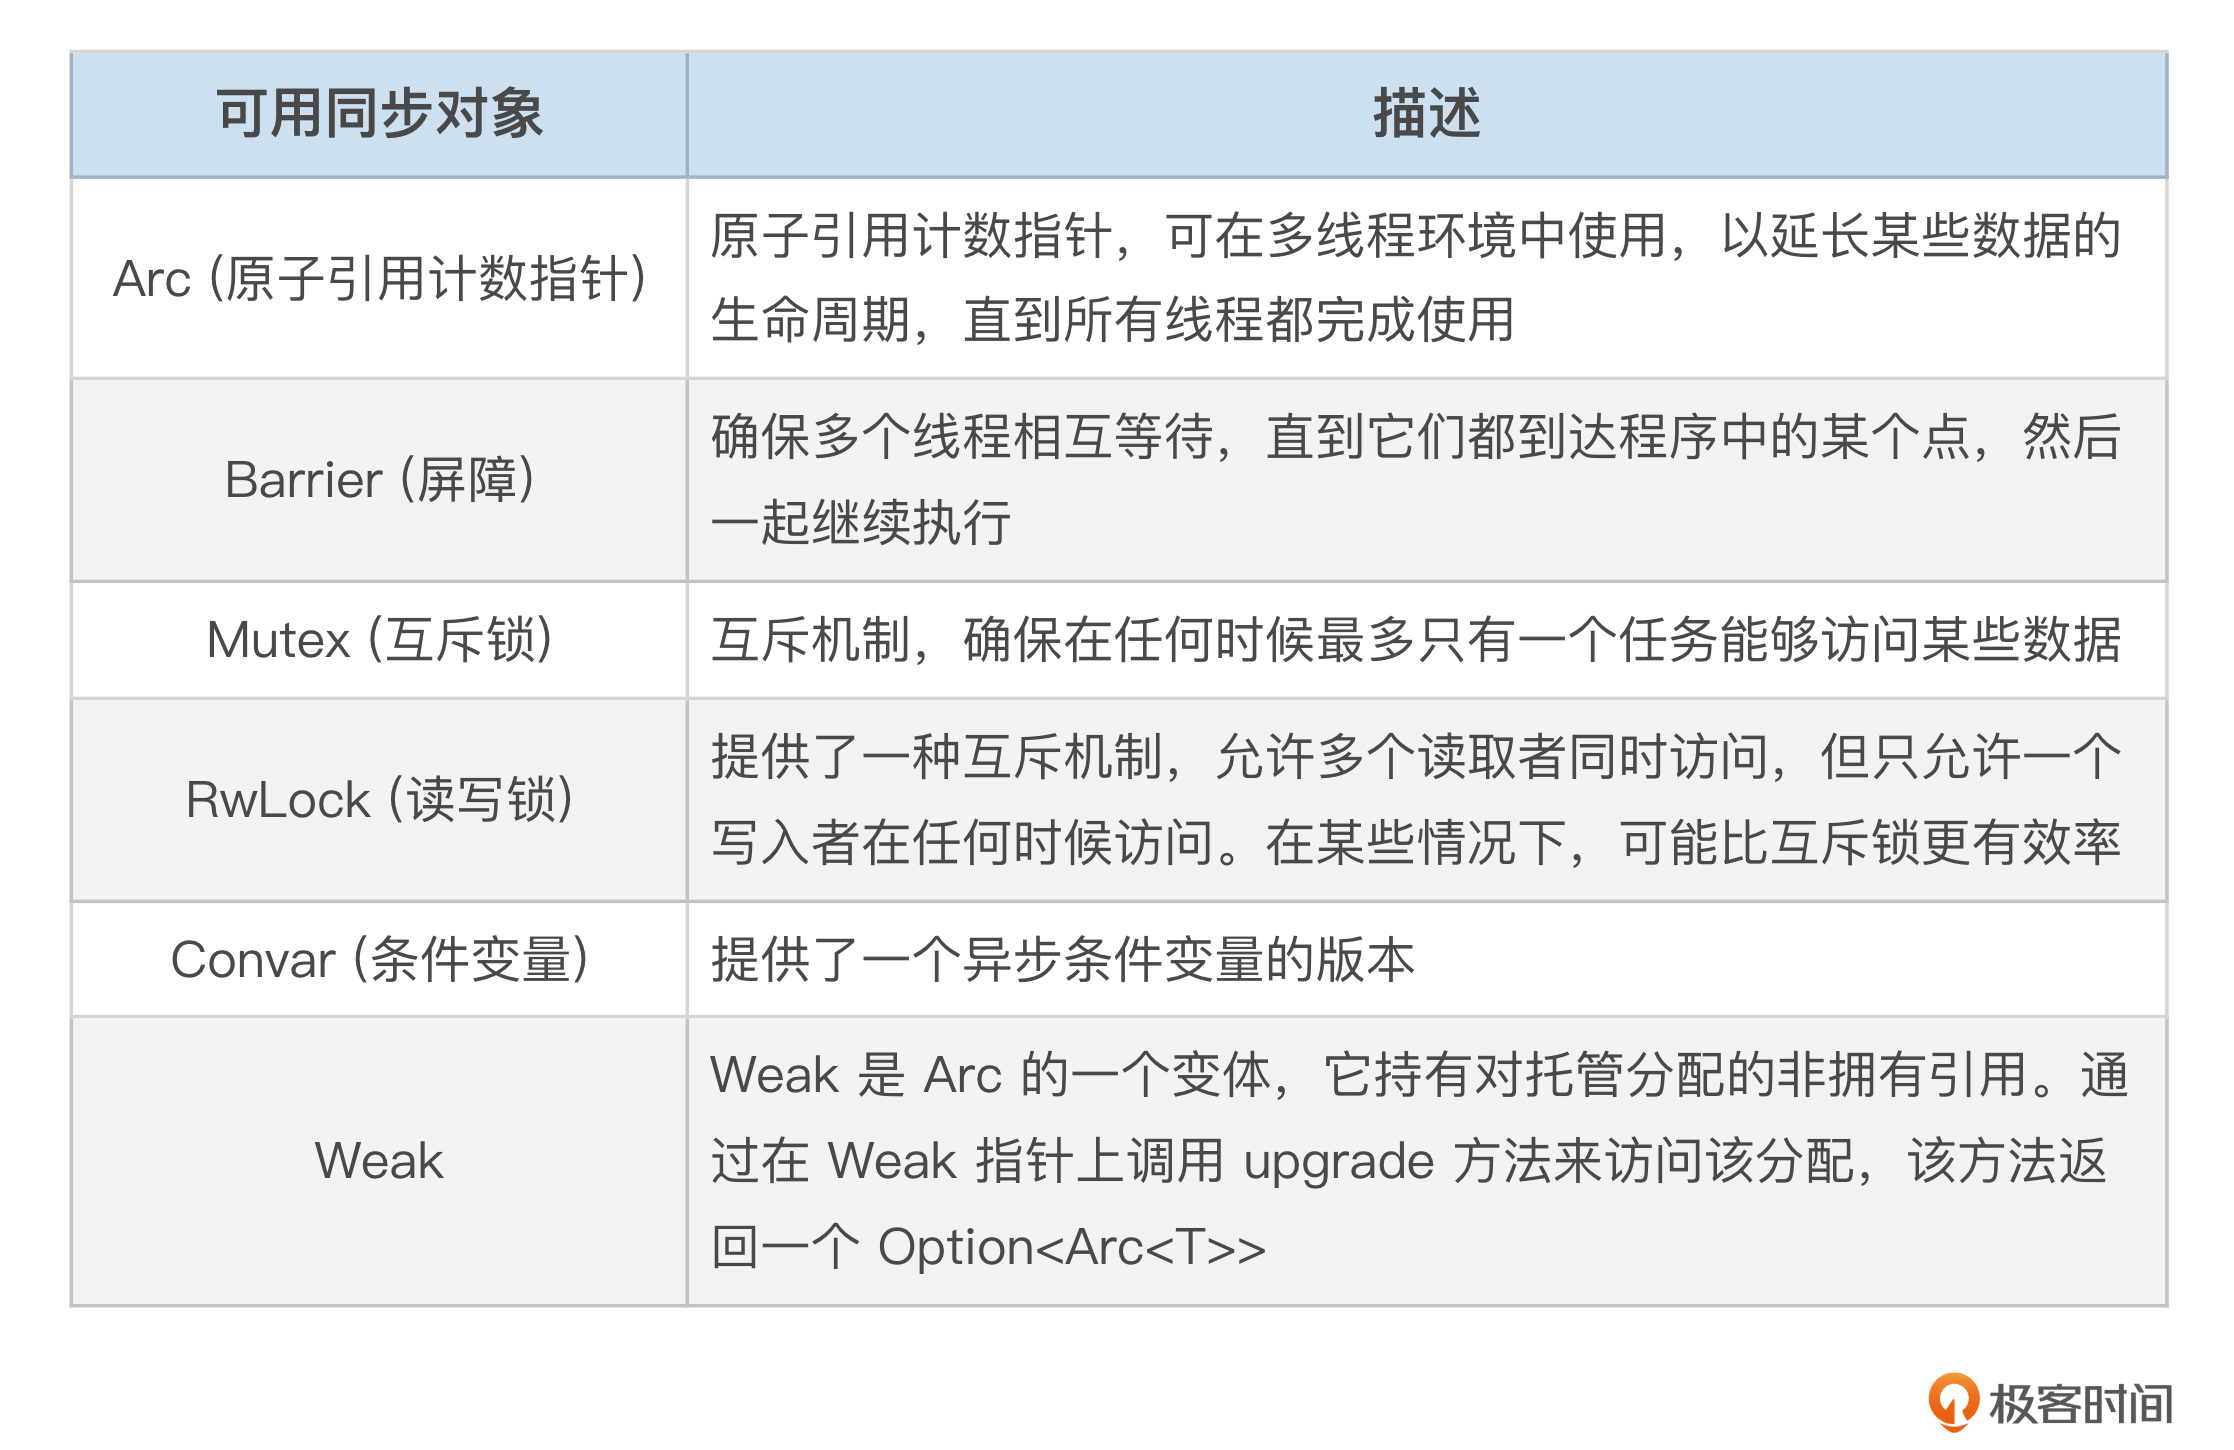 可用同步对象
描述
Arc (原子引用计数指针)
原子引用计数指针，可在多线程环境中使用，以延长某些数据的
生命周期，直到所有线程都完成使用
Barrier (屏障)
确保多个线程相互等待，直到它们都到达程序中的某个点，然后
一起继续执行
Mutex (互斥锁)
互斥机制，确保在任何时候最多只有一个任务能够访问某些数据
RwLock (读写锁)
提供了一种互斥机制，允许多个读取者同时访问，但只允许一个
写入者在任何时候访问。在某些情况下，可能比互斥锁更有效率
Convar (条件变量)
提供了一个异步条件变量的版本
Weak
Weak 是 Arc 的一个变体，它持有对托管分配的非拥有引用。通
过在 Weak 指针上调用 upgrade 方法来访问该分配，该方法返
回一个 Option<Arc<T>>
极客时间